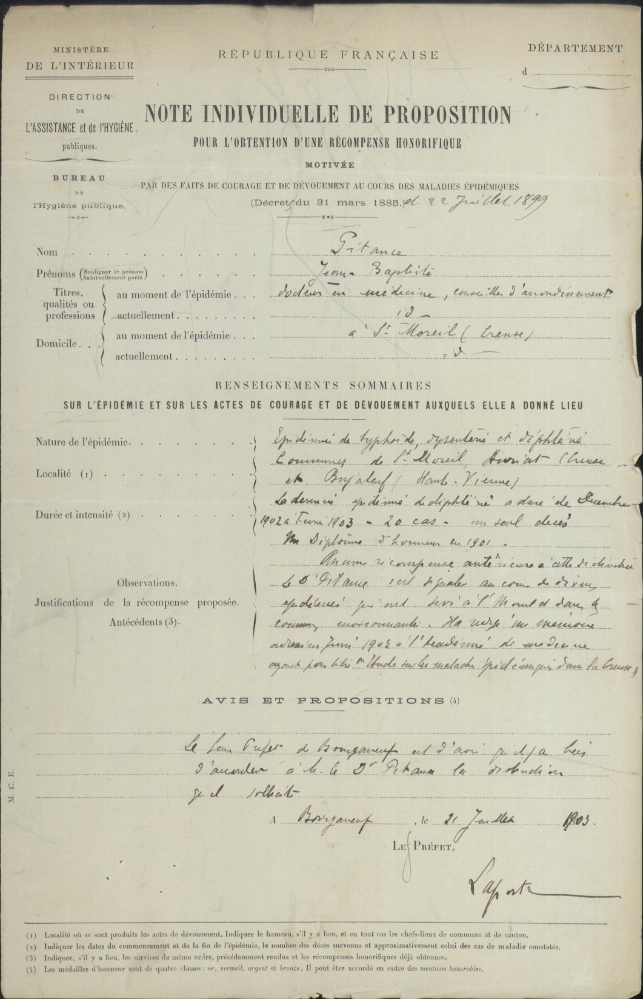 MINISTÈRE
DE L'INTÉRIEUR
DIRECTION
DE
L'ASSISTANCE et de l'HYGIÈNE
publiques.
BUREAU
DE
l'Hygiène publique.
RÉPUBLIQUE FRANÇAISE
DÉPARTEMENT
d
NOTE INDIVIDUELLE DE PROPOSITION
POUR L'OBTENTION D'UNE RÉCOMPENSE HONORIFIQUE
MOTIVÉE
PAR DES FAITS DE COURAGE ET DE DÉVOUEMENT AU COURS DES MALADIES ÉPIDÉMIQUES
(Décrets du 31 mars 1885.) et 22 Juillet 1899
Nom . . . Pitance
Prénoms (Souligner le prénom habituellement porté) . . . Jean-Baptiste
Titres, qualités ou professions
au moment de l'épidémie . . . docteur en médecine, conseiller d'arrondissement
actuellement . . . id -
Domicile . . .
au moment de l'épidémie . . . à St Moreil (Creuse)
actuellement . . . id
RENSEIGNEMENTS SOMMAIRES
SUR L'ÉPIDÉMIE ET SUR LES ACTES DE COURAGE ET DE DÉVOUEMENT AUXQUELS ELLE A DONNÉ LIEU
Nature de l'épidémie . . . Epidémies de typhoïde, dysenterie et diphtérie
Localité (1) . . . Communes de St Moreil, (Creuse
et Bujaleuf (Haute-Vienne)
Durée et intensité (2) . . . La dernière épidémie de diphtérie a duré de Decembre
1902 à Février 1903 - 20 cas - un seul décès
Observations.
Justifications de la récompense proposée.
Antécédents (3).
Un Diplôme d'honneur en 1901 -
Aucune récompense antérieure à cette distinction
Le Dr Pitance s'est signalé au cours de divers
épidémies qui ont sévi à St Moreil et dans les
communes environnantes. Il a rédigé un mémoire
adressé en 1903 à l'Académie de médecine
ayant pour titre "Etude sur les maladies épidémiques dans la Creuse"
AVIS ET PROPOSITIONS (4)
Le Sous Préfet de Bourganeuf est d'avis qu'il y a lieu
d'accorder à M. le Dr Pitance la distinction
qu'il sollicite
A Bourganeuf, le 21 Juillet 1903.
LE S PRÉFET,
Laporte
M. C. E.
(1) Localité où se sont produits les actes de dévouement. Indiquer le hameau, s'il y a lieu, et en tout cas les chefs-lieux de commune et de canton.
(2) Indiquer les dates du commencement et de la fin de l'épidémie, le nombre des décès survenus et approximativement celui des cas de maladie constatés.
(3) Indiquer, s'il y a lieu, les services de même ordre, précédemment rendus et les récompenses honorifiques déjà obtenues.
(4) Les médailles d'honneur sont de quatre classes : or, vermeil, argent et bronze. Il peut être accordé en outre des mentions honorables.